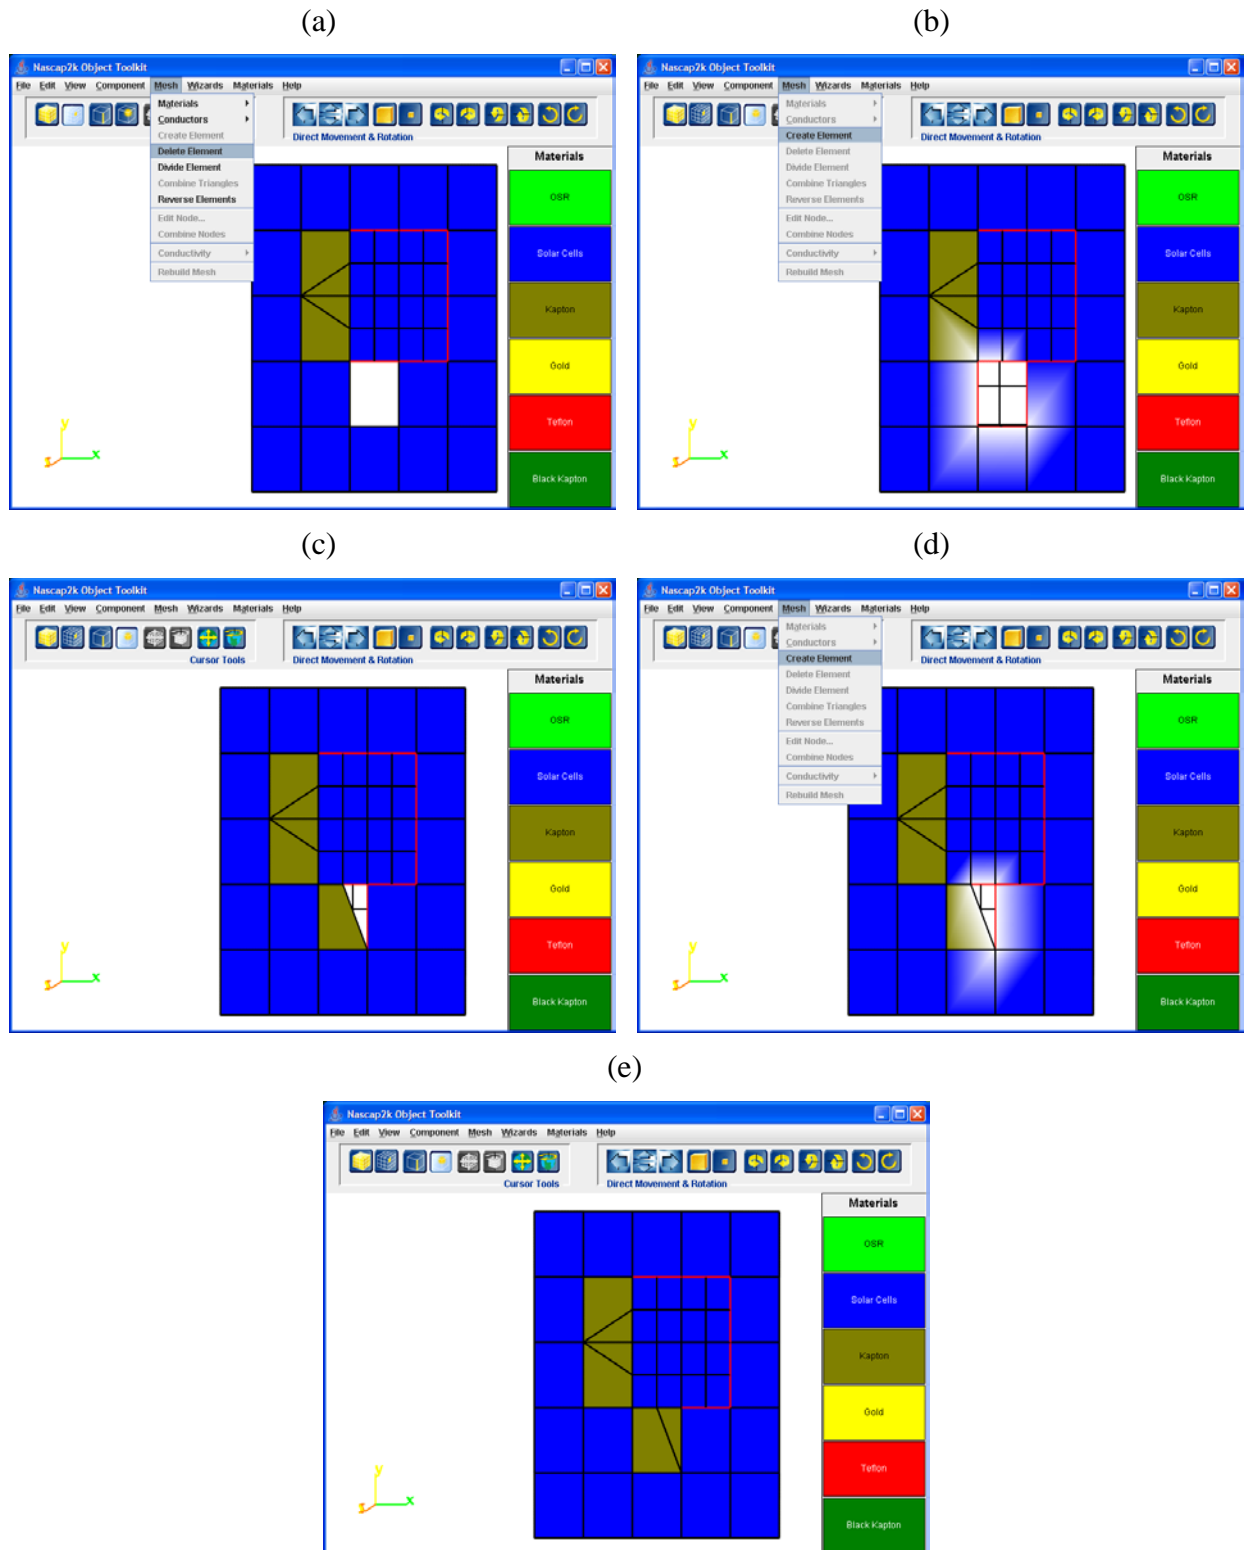 (a)
Nascap2k Object Toolkit
File Edit View Component Mesh Wizards Materials Help
Materials
Conductors
Create Element
Delete Element
Divide Element
Combine Triangles
Reverse Elements
Edit Node...
Combine Nodes
Conductivity
Rebuild Mesh
Direct Movement & Rotation
Materials
OSR
Solar Cells
Kapton
Gold
Teflon
Black Kapton
y
x
(b)
Nascap2k Object Toolkit
File Edit View Component Mesh Wizards Materials Help
Materials
Conductors
Create Element
Delete Element
Divide Element
Combine Triangles
Reverse Elements
Edit Node...
Combine Nodes
Conductivity
Rebuild Mesh
Direct Movement & Rotation
Materials
OSR
Solar Cells
Kapton
Gold
Teflon
Black Kapton
y
x
(c)
Nascap2k Object Toolkit
File Edit View Component Mesh Wizards Materials Help
Cursor Tools
Direct Movement & Rotation
Materials
OSR
Solar Cells
Kapton
Gold
Teflon
Black Kapton
y
x
(d)
Nascap2k Object Toolkit
File Edit View Component Mesh Wizards Materials Help
Materials
Conductors
Create Element
Delete Element
Divide Element
Combine Triangles
Reverse Elements
Edit Node...
Combine Nodes
Conductivity
Rebuild Mesh
Direct Movement & Rotation
Materials
OSR
Solar Cells
Kapton
Gold
Teflon
Black Kapton
y
x
(e)
Nascap2k Object Toolkit
File Edit View Component Mesh Wizards Materials Help
Cursor Tools
Direct Movement & Rotation
Materials
OSR
Solar Cells
Kapton
Gold
Teflon
Black Kapton
y
x